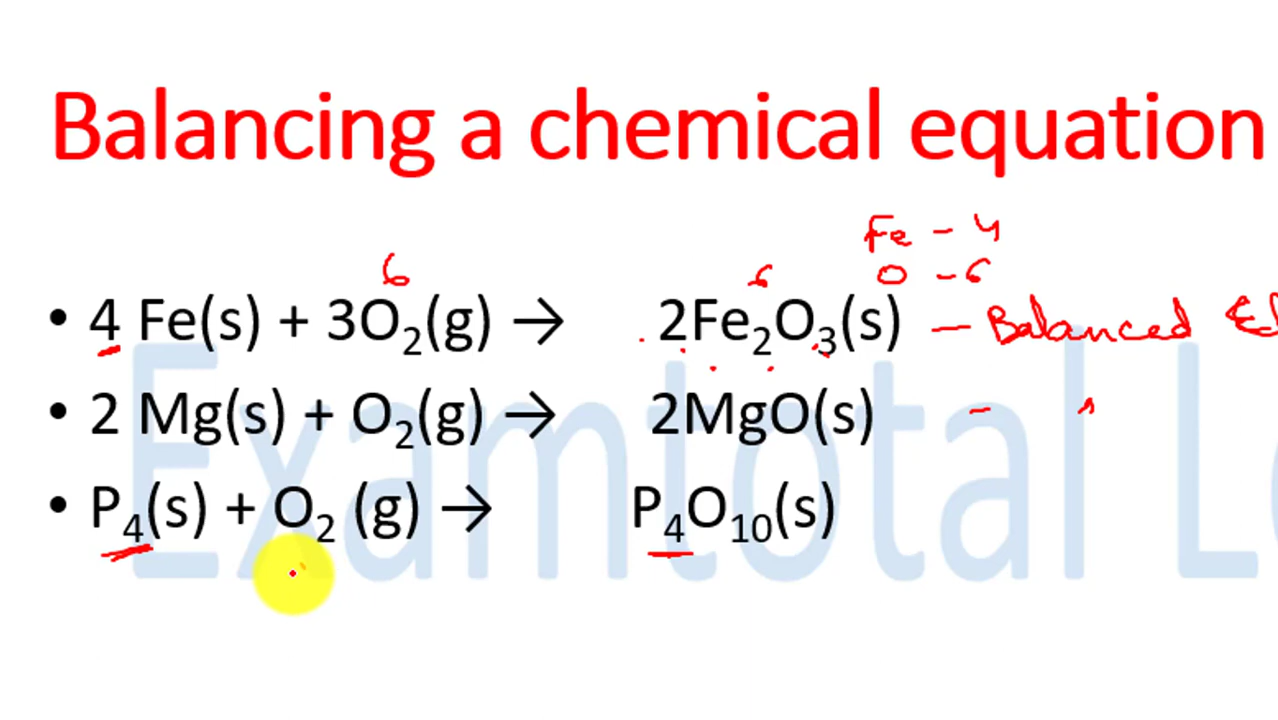 Balancing a chemical equation
Fe - 4
6 6 O - 6
• 4 Fe(s) + 3O₂(g) → 2Fe₂O₃(s) - Balanced
• 2 Mg(s) + O₂(g) → 2MgO(s) -
• P₄(s) + O₂ (g) → P₄O₁₀(s)
Examtotal